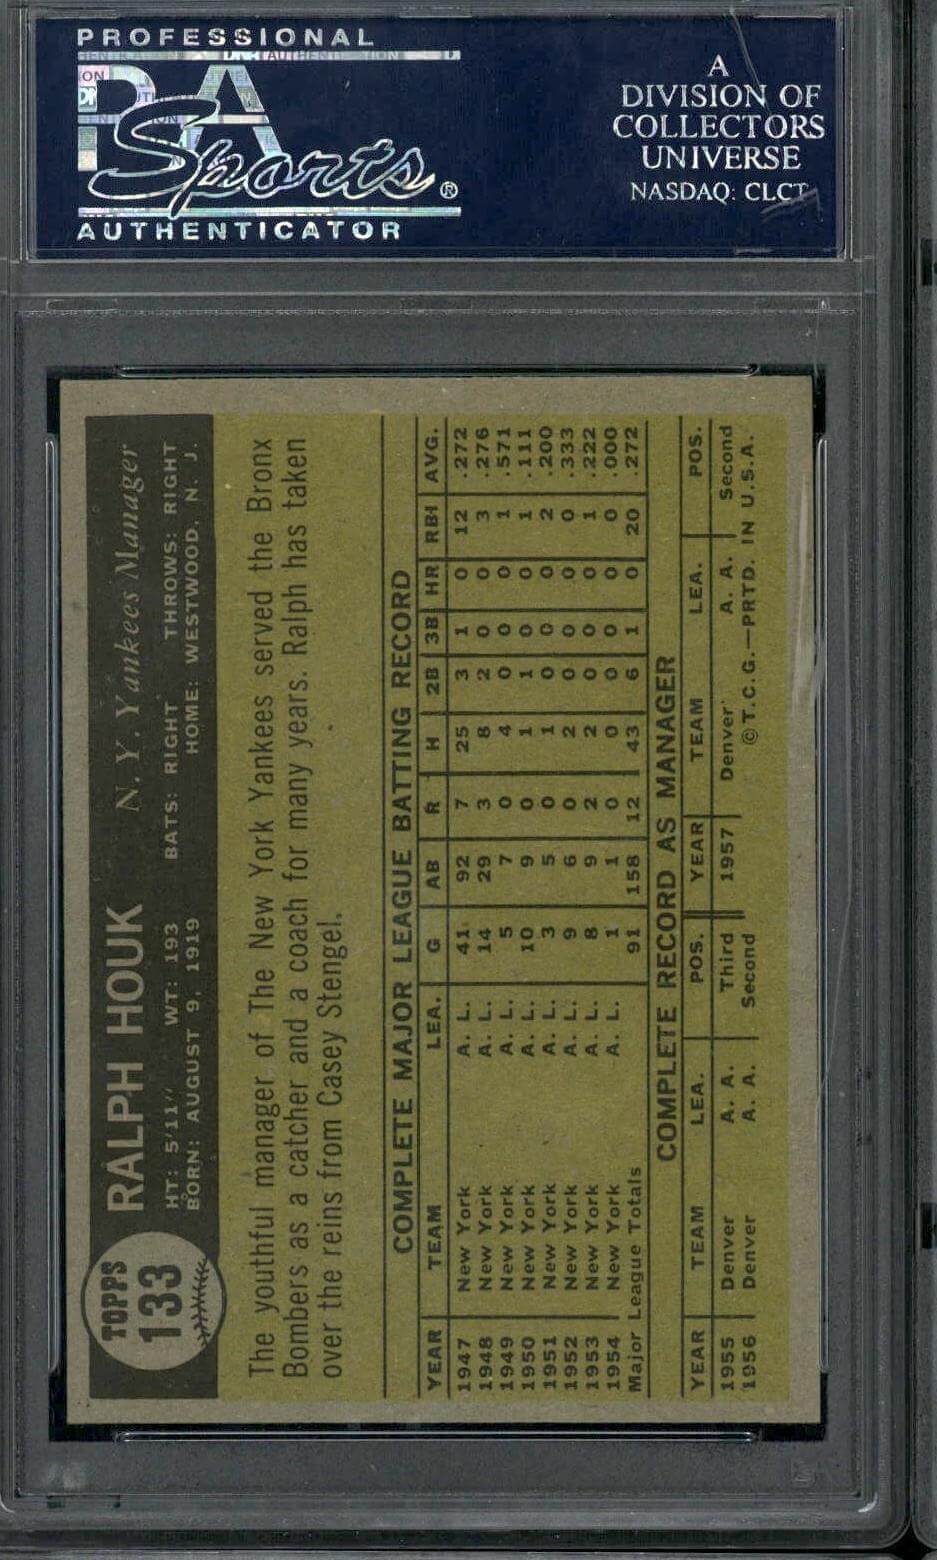 PROFESSIONAL
PSA
Sports®
AUTHENTICATOR
A
DIVISION OF
COLLECTORS
UNIVERSE
NASDAQ: CLCT
TOPPS
133
RALPH HOUK N. Y. Yankees Manager
HT: 5'11" WT: 193 BATS: RIGHT THROWS: RIGHT
BORN: AUGUST 9, 1919 HOME: WESTWOOD, N. J.
The youthful manager of The New York Yankees served the Bronx
Bombers as a catcher and a coach for many years. Ralph has taken
over the reins from Casey Stengel.
COMPLETE MAJOR LEAGUE BATTING RECORD
YEAR TEAM LEA. G AB R H 2B 3B HR RBI AVG.
1947 New York A. L. 41 92 7 25 3 1 0 12 .272
1948 New York A. L. 14 29 3 8 2 0 0 3 .276
1949 New York A. L. 5 7 0 4 0 0 0 1 .571
1950 New York A. L. 10 9 0 1 1 0 0 1 .111
1951 New York A. L. 3 5 0 1 0 0 0 2 .200
1952 New York A. L. 9 6 0 2 0 0 0 0 .333
1953 New York A. L. 8 9 2 2 0 0 0 1 .222
1954 New York A. L. 1 1 0 0 0 0 0 0 .000
Major League Totals 91 158 12 43 6 1 0 20 .272
COMPLETE RECORD AS MANAGER
YEAR TEAM LEA. POS. YEAR TEAM LEA. POS.
1955 Denver A. A. Third 1957 Denver A. A. Second
1956 Denver A. A. Second ©T.C.G.—PRTD. IN U.S.A.